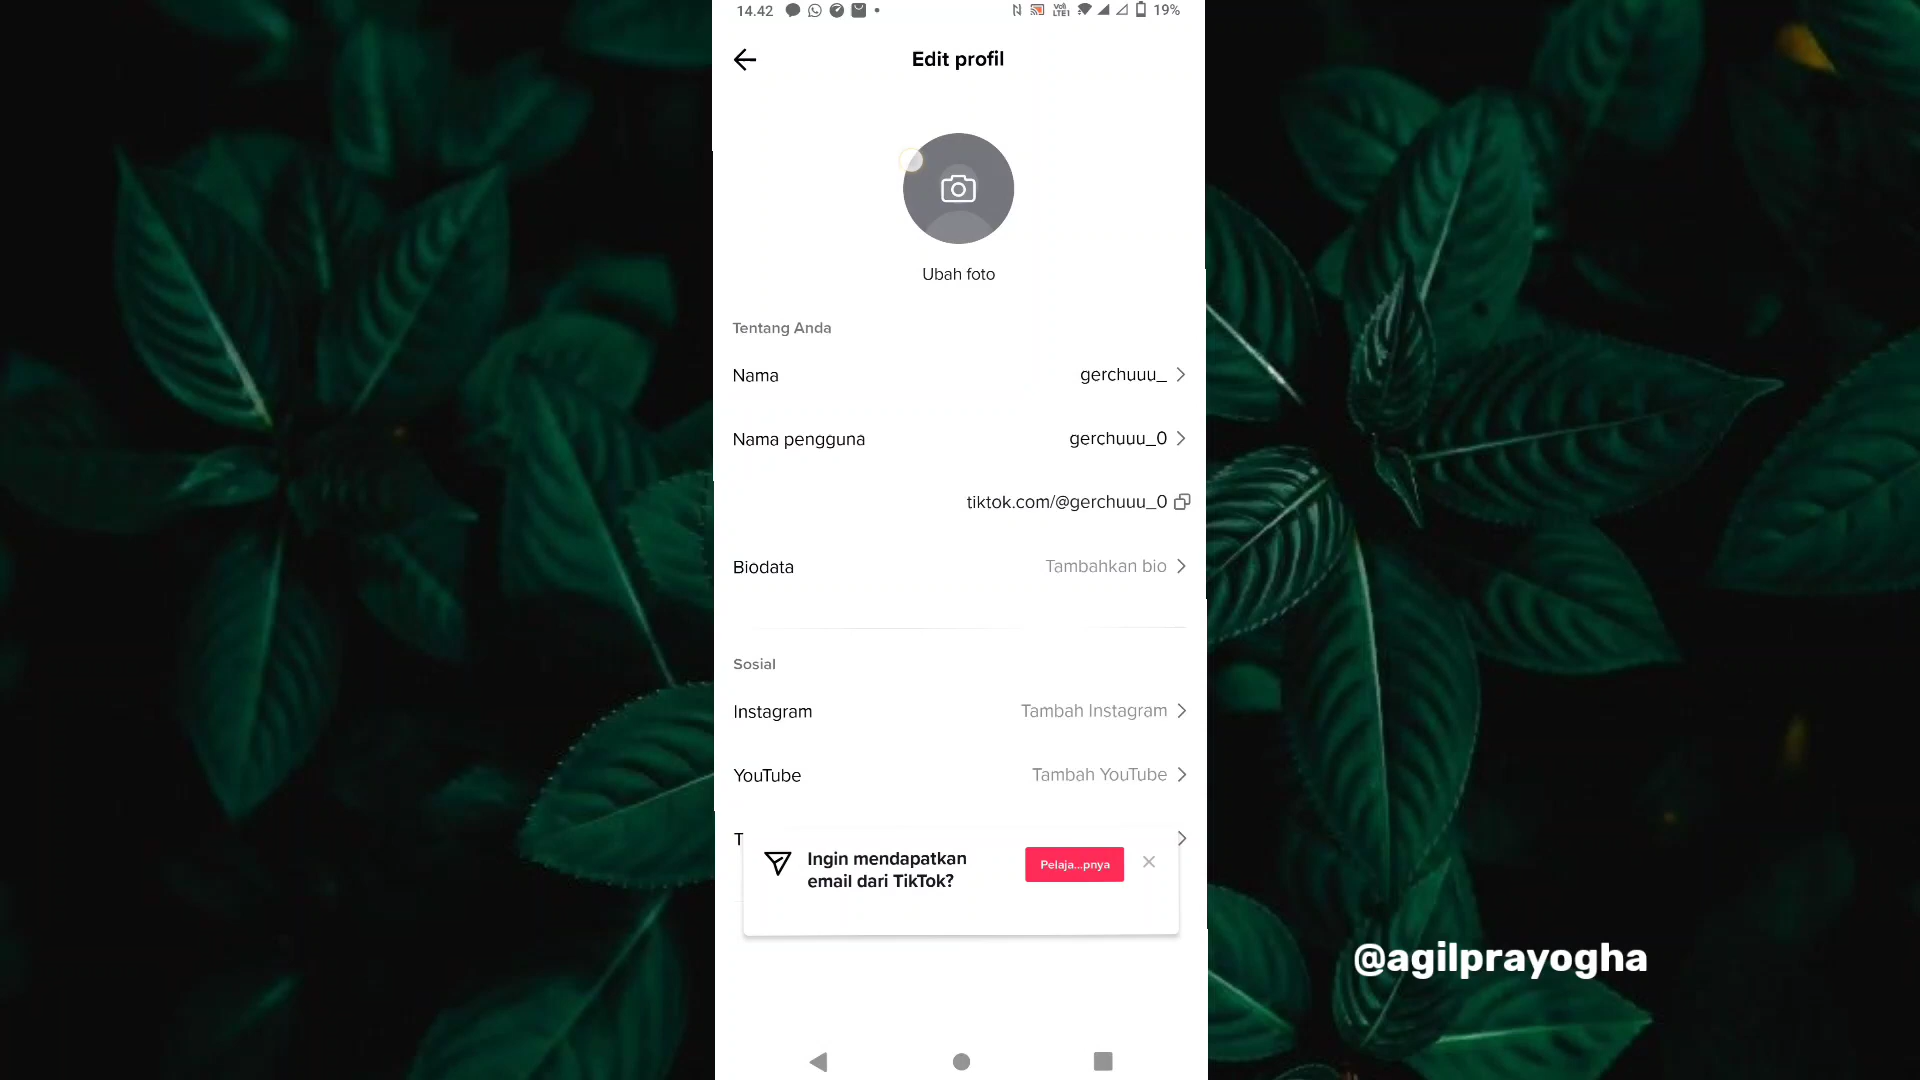 14.42
19%
Edit profil
Ubah foto
Tentang Anda
Nama gerchuuu_
Nama pengguna gerchuuu_0
tiktok.com/@gerchuuu_0
Biodata Tambahkan bio
Sosial
Instagram Tambah Instagram
YouTube Tambah YouTube
T
Ingin mendapatkan
email dari TikTok?
Pelaja...pnya
@agilprayogha